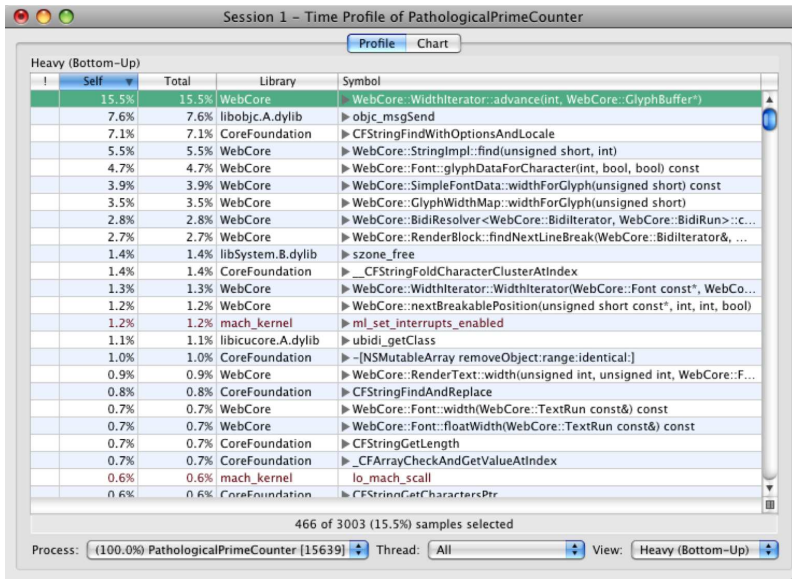 Session 1 – Time Profile of PathologicalPrimeCounter
Profile Chart
Heavy (Bottom-Up)
! Self Total Library Symbol
15.5% 15.5% WebCore WebCore::WidthIterator::advance(int, WebCore::GlyphBuffer*)
7.6% 7.6% libobjc.A.dylib objc_msgSend
7.1% 7.1% CoreFoundation CFStringFindWithOptionsAndLocale
5.5% 5.5% WebCore WebCore::StringImpl::find(unsigned short, int)
4.7% 4.7% WebCore WebCore::Font::glyphDataForCharacter(int, bool, bool) const
3.9% 3.9% WebCore WebCore::SimpleFontData::widthForGlyph(unsigned short) const
3.5% 3.5% WebCore WebCore::GlyphWidthMap::widthForGlyph(unsigned short)
2.8% 2.8% WebCore WebCore::BidiResolver<WebCore::BidiIterator, WebCore::BidiRun>::c...
2.7% 2.7% WebCore WebCore::RenderBlock::findNextLineBreak(WebCore::BidiIterator&, ...
1.4% 1.4% libSystem.B.dylib szone_free
1.4% 1.4% CoreFoundation __CFStringFoldCharacterClusterAtIndex
1.3% 1.3% WebCore WebCore::WidthIterator::WidthIterator(WebCore::Font const*, WebCo...
1.2% 1.2% WebCore WebCore::nextBreakablePosition(unsigned short const*, int, int, bool)
1.2% 1.2% mach_kernel ml_set_interrupts_enabled
1.1% 1.1% libicucore.A.dylib ubidi_getClass
1.0% 1.0% CoreFoundation -[NSMutableArray removeObject:range:identical:]
0.9% 0.9% WebCore WebCore::RenderText::width(unsigned int, unsigned int, WebCore::F...
0.8% 0.8% CoreFoundation CFStringFindAndReplace
0.7% 0.7% WebCore WebCore::Font::width(WebCore::TextRun const&) const
0.7% 0.7% WebCore WebCore::Font::floatWidth(WebCore::TextRun const&) const
0.7% 0.7% CoreFoundation CFStringGetLength
0.7% 0.7% CoreFoundation _CFArrayCheckAndGetValueAtIndex
0.6% 0.6% mach_kernel lo_mach_scall
0.6% 0.6% CoreFoundation CFStringGetCharactersPtr
466 of 3003 (15.5%) samples selected
Process: (100.0%) PathologicalPrimeCounter [15639] Thread: All View: Heavy (Bottom-Up)